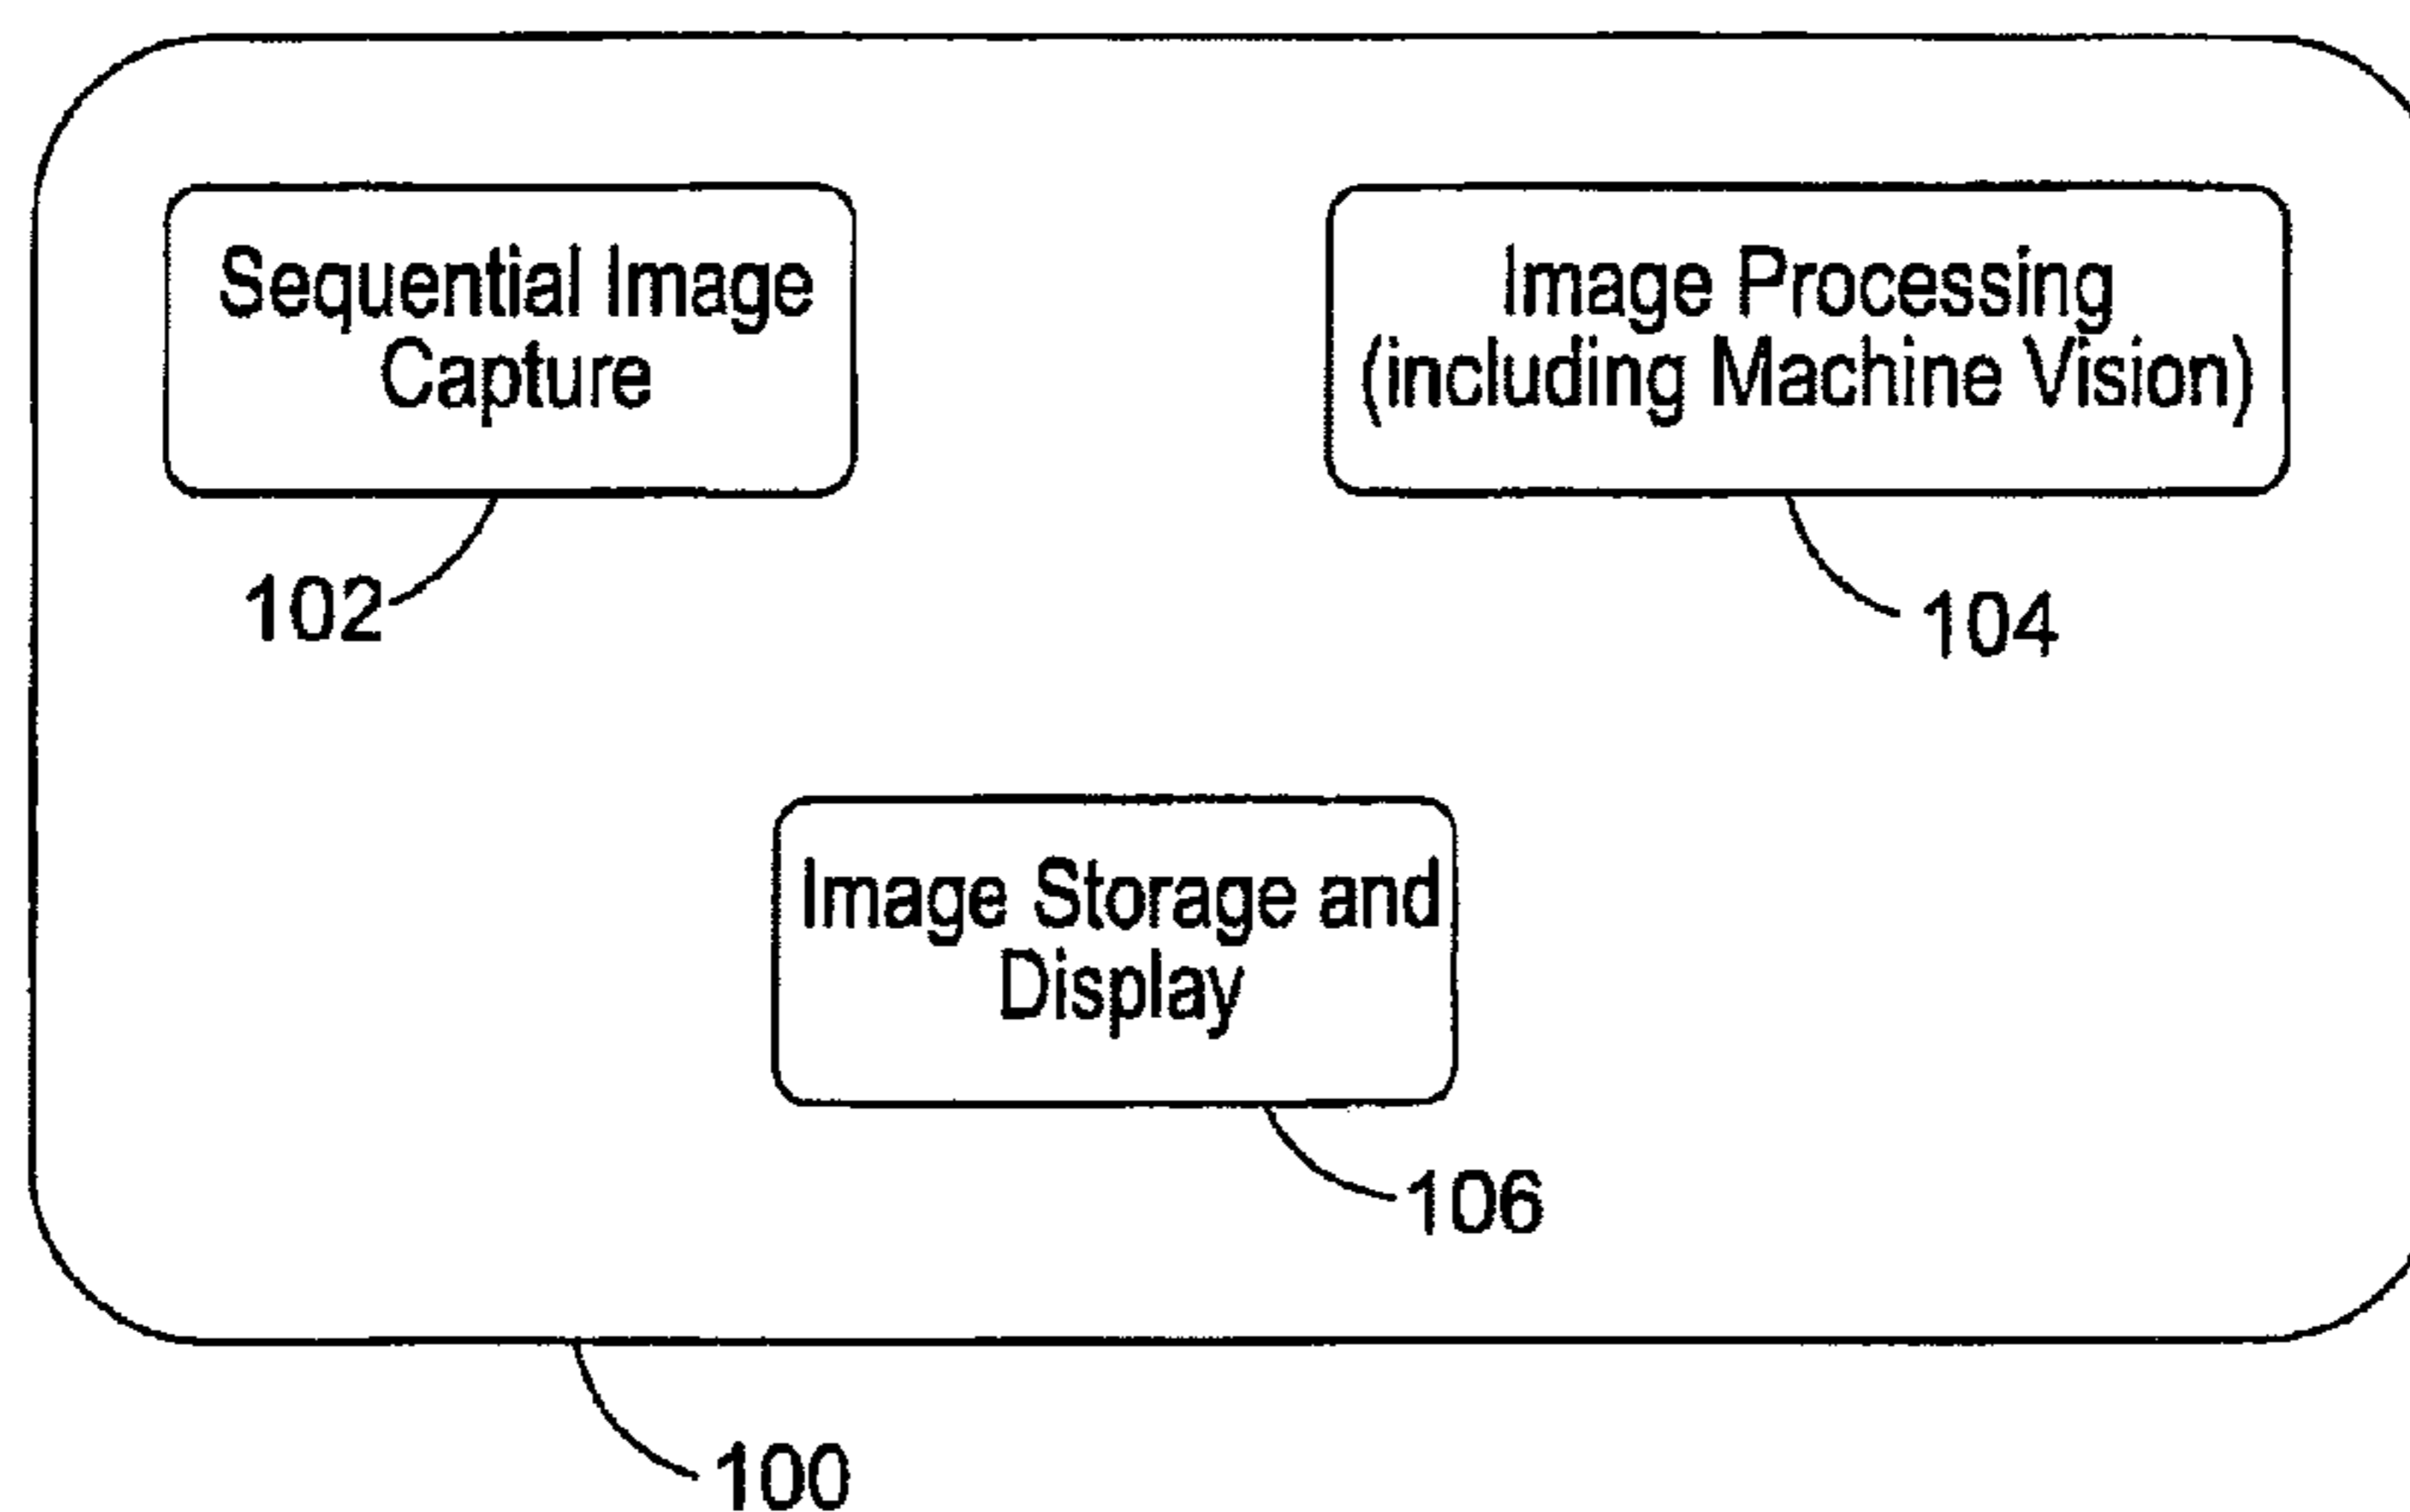 Sequential Image
Capture
Image Processing
(including Machine Vision)
102
104
Image Storage and
Display
106
100